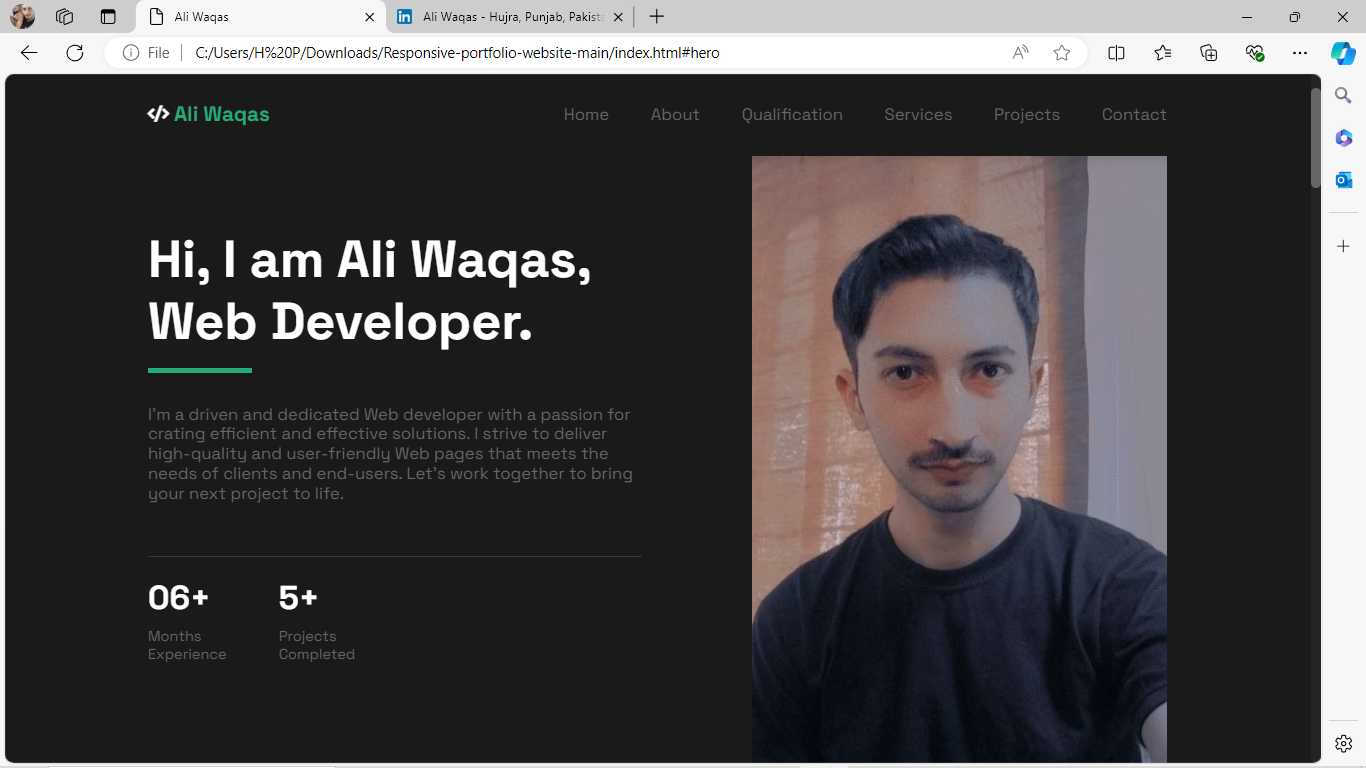 Ali Waqas
Ali Waqas - Hujra, Punjab, Pakista
File
C:/Users/H%20P/Downloads/Responsive-portfolio-website-main/index.html#hero
Ali Waqas
Home
About
Qualification
Services
Projects
Contact
Hi, I am Ali Waqas,
Web Developer.
I'm a driven and dedicated Web developer with a passion for
crating efficient and effective solutions. I strive to deliver
high-quality and user-friendly Web pages that meets the
needs of clients and end-users. Let's work together to bring
your next project to life.
06+
Months
Experience
5+
Projects
Completed